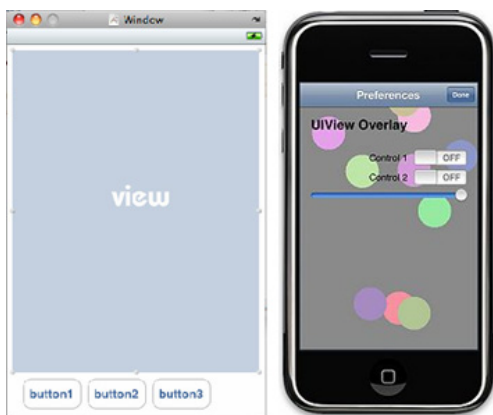 Window
view
button1 button2 button3
Preferences Done
UIView Overlay
Control 1 OFF
Control 2 OFF